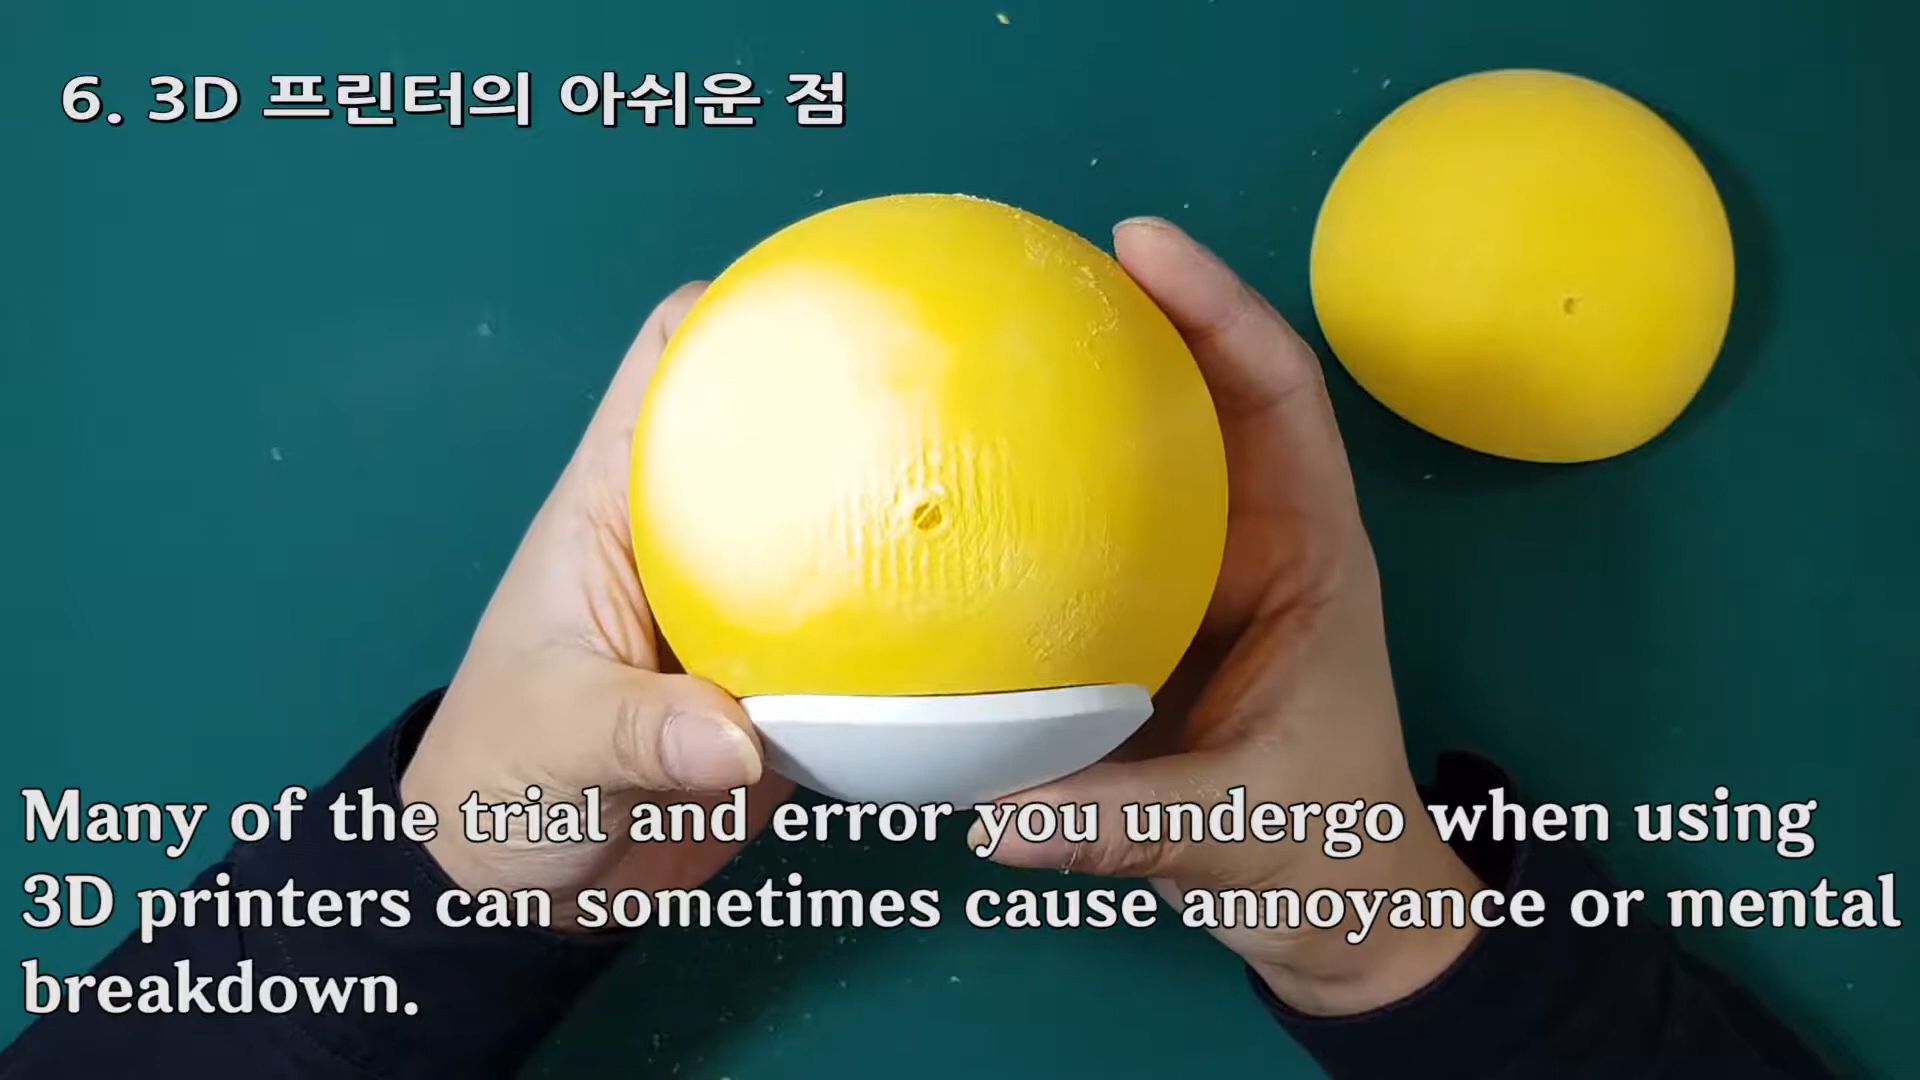 6. 3D 프린터의 아쉬운 점
Many of the trial and error you undergo when using
3D printers can sometimes cause annoyance or mental
breakdown.